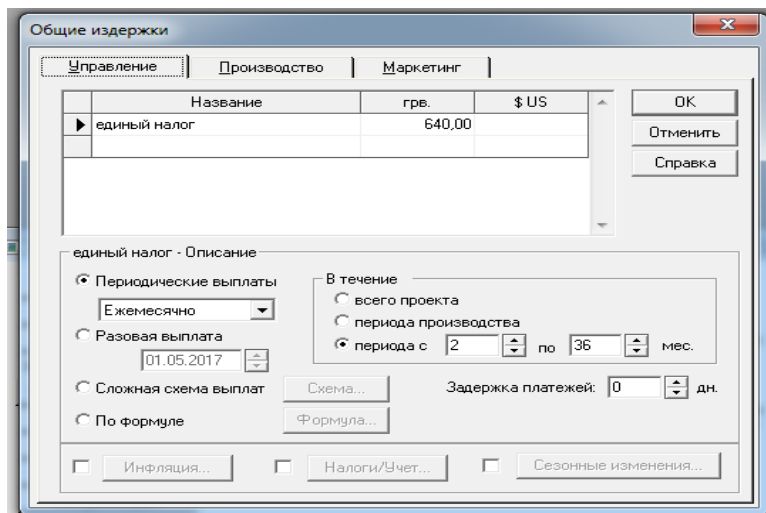 Общие издержки
Управление Производство Маркетинг
Название грв. $ US ОК
единый налог 640,00
Отменить
Справка
единый налог - Описание
Периодические выплаты В течение
Ежемесячно всего проекта
периода производства
Разовая выплата периода с 2 по 36 мес.
01.05.2017
Сложная схема выплат Схема... Задержка платежей: 0 дн.
По формуле Формула...
Инфляция... Налоги/Учет... Сезонные изменения...